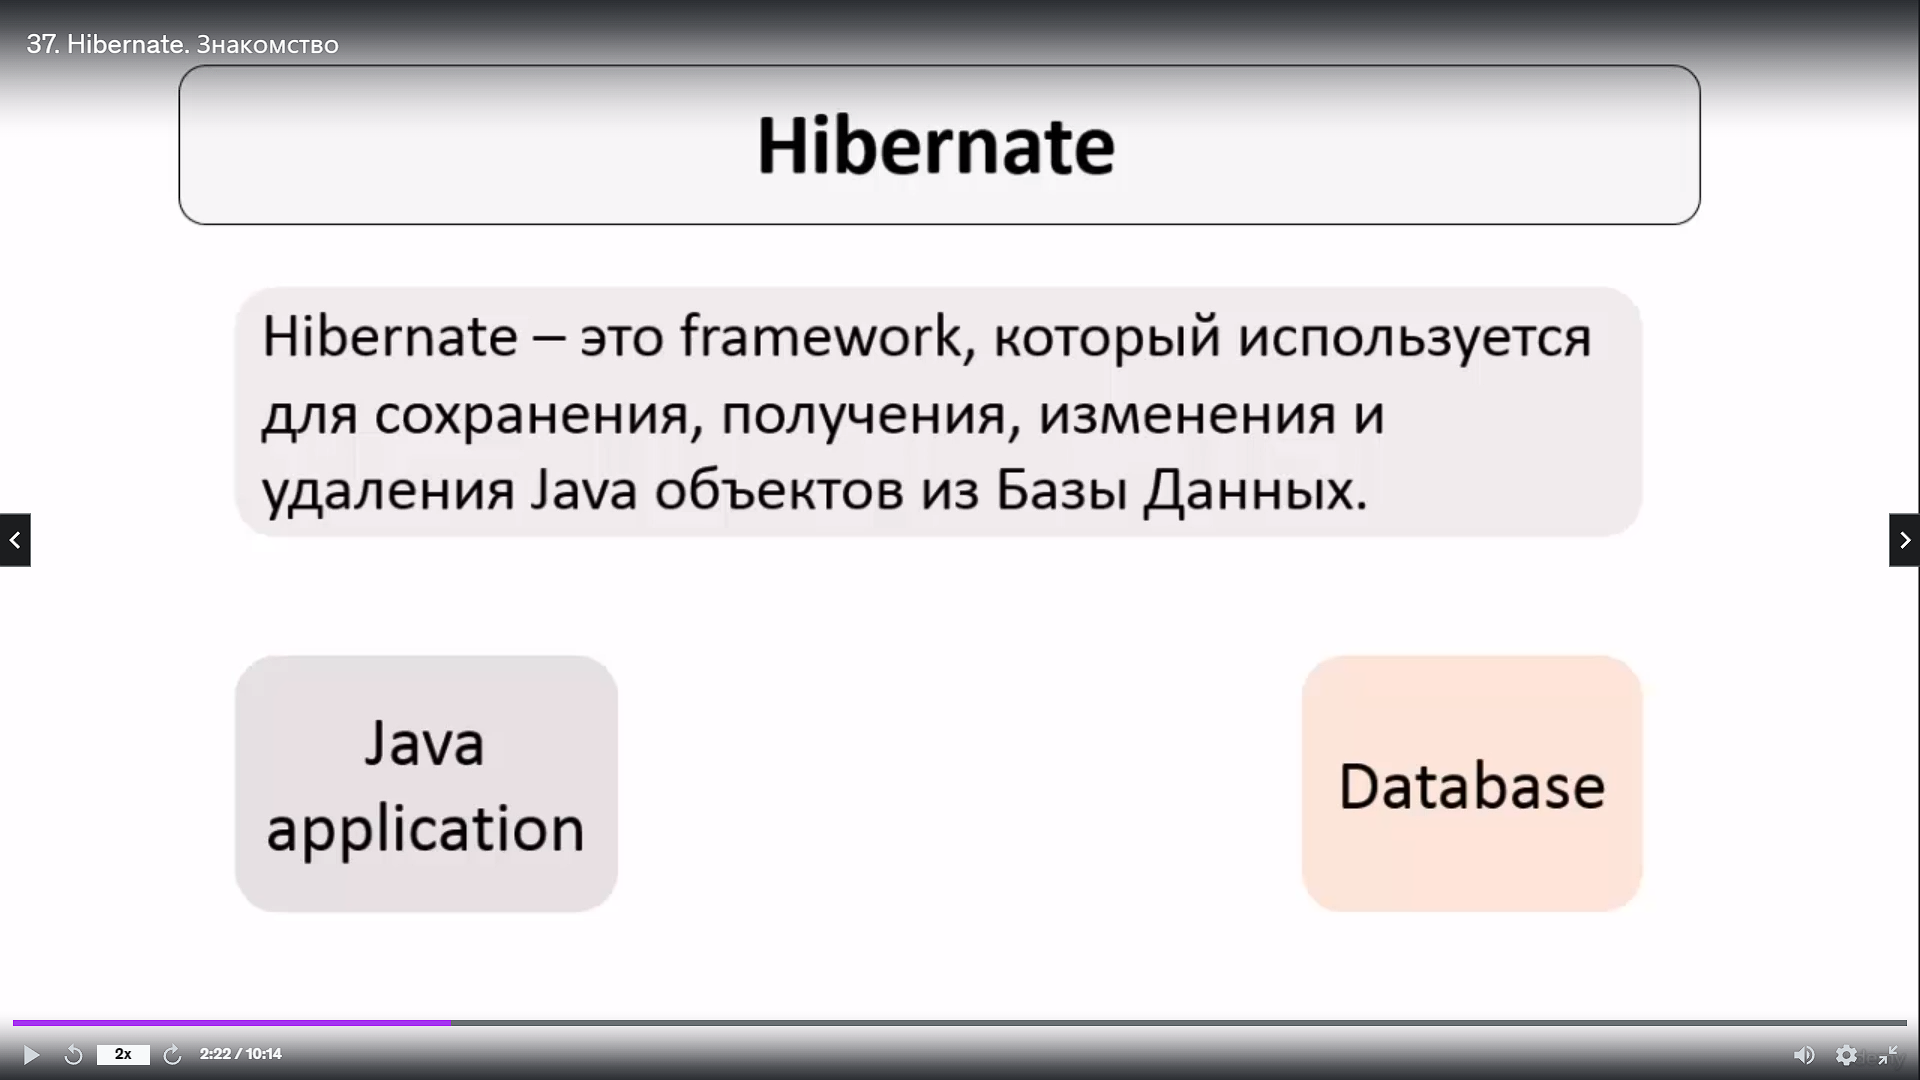 37. Hibernate. Знакомство
Hibernate
Hibernate – это framework, который используется
для сохранения, получения, изменения и
удаления Java объектов из Базы Данных.
Java
application
Database
2x
2:22 / 10:14